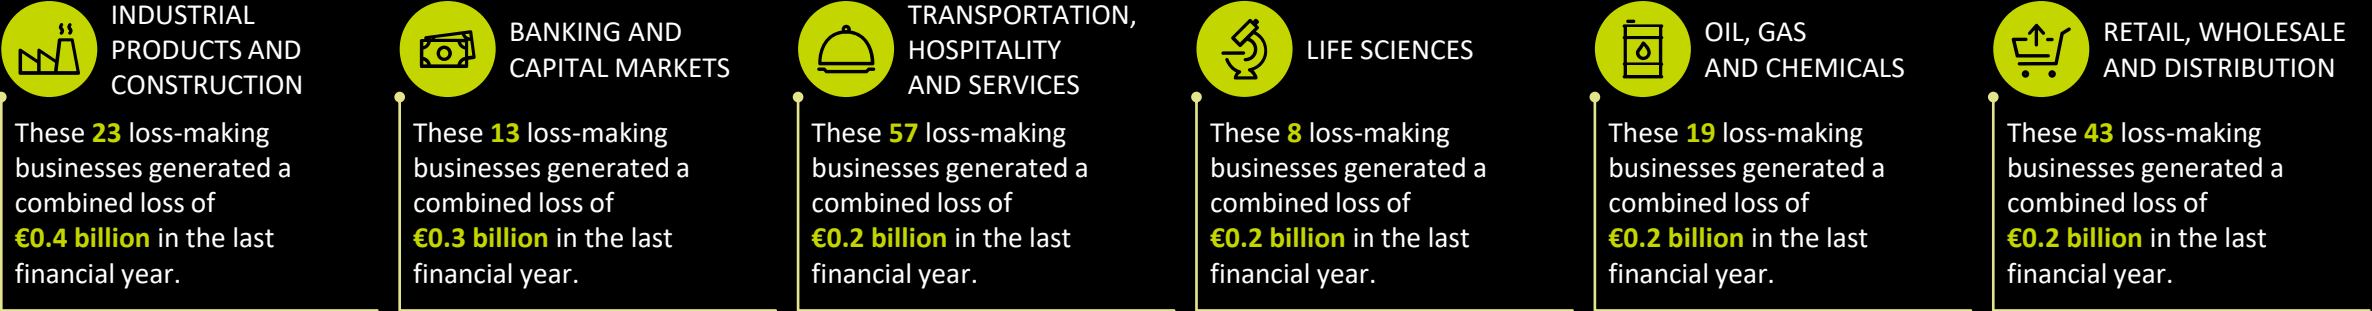 INDUSTRIAL
PRODUCTS AND
CONSTRUCTION
These 23 loss-making
businesses generated a
combined loss of
€0.4 billion in the last
financial year.
BANKING AND
CAPITAL MARKETS
These 13 loss-making
businesses generated a
combined loss of
€0.3 billion in the last
financial year.
TRANSPORTATION,
HOSPITALITY
AND SERVICES
These 57 loss-making
businesses generated a
combined loss of
€0.2 billion in the last
financial year.
LIFE SCIENCES
These 8 loss-making
businesses generated a
combined loss of
€0.2 billion in the last
financial year.
OIL, GAS
AND CHEMICALS
These 19 loss-making
businesses generated a
combined loss of
€0.2 billion in the last
financial year.
RETAIL, WHOLESALE
AND DISTRIBUTION
These 43 loss-making
businesses generated a
combined loss of
€0.2 billion in the last
financial year.